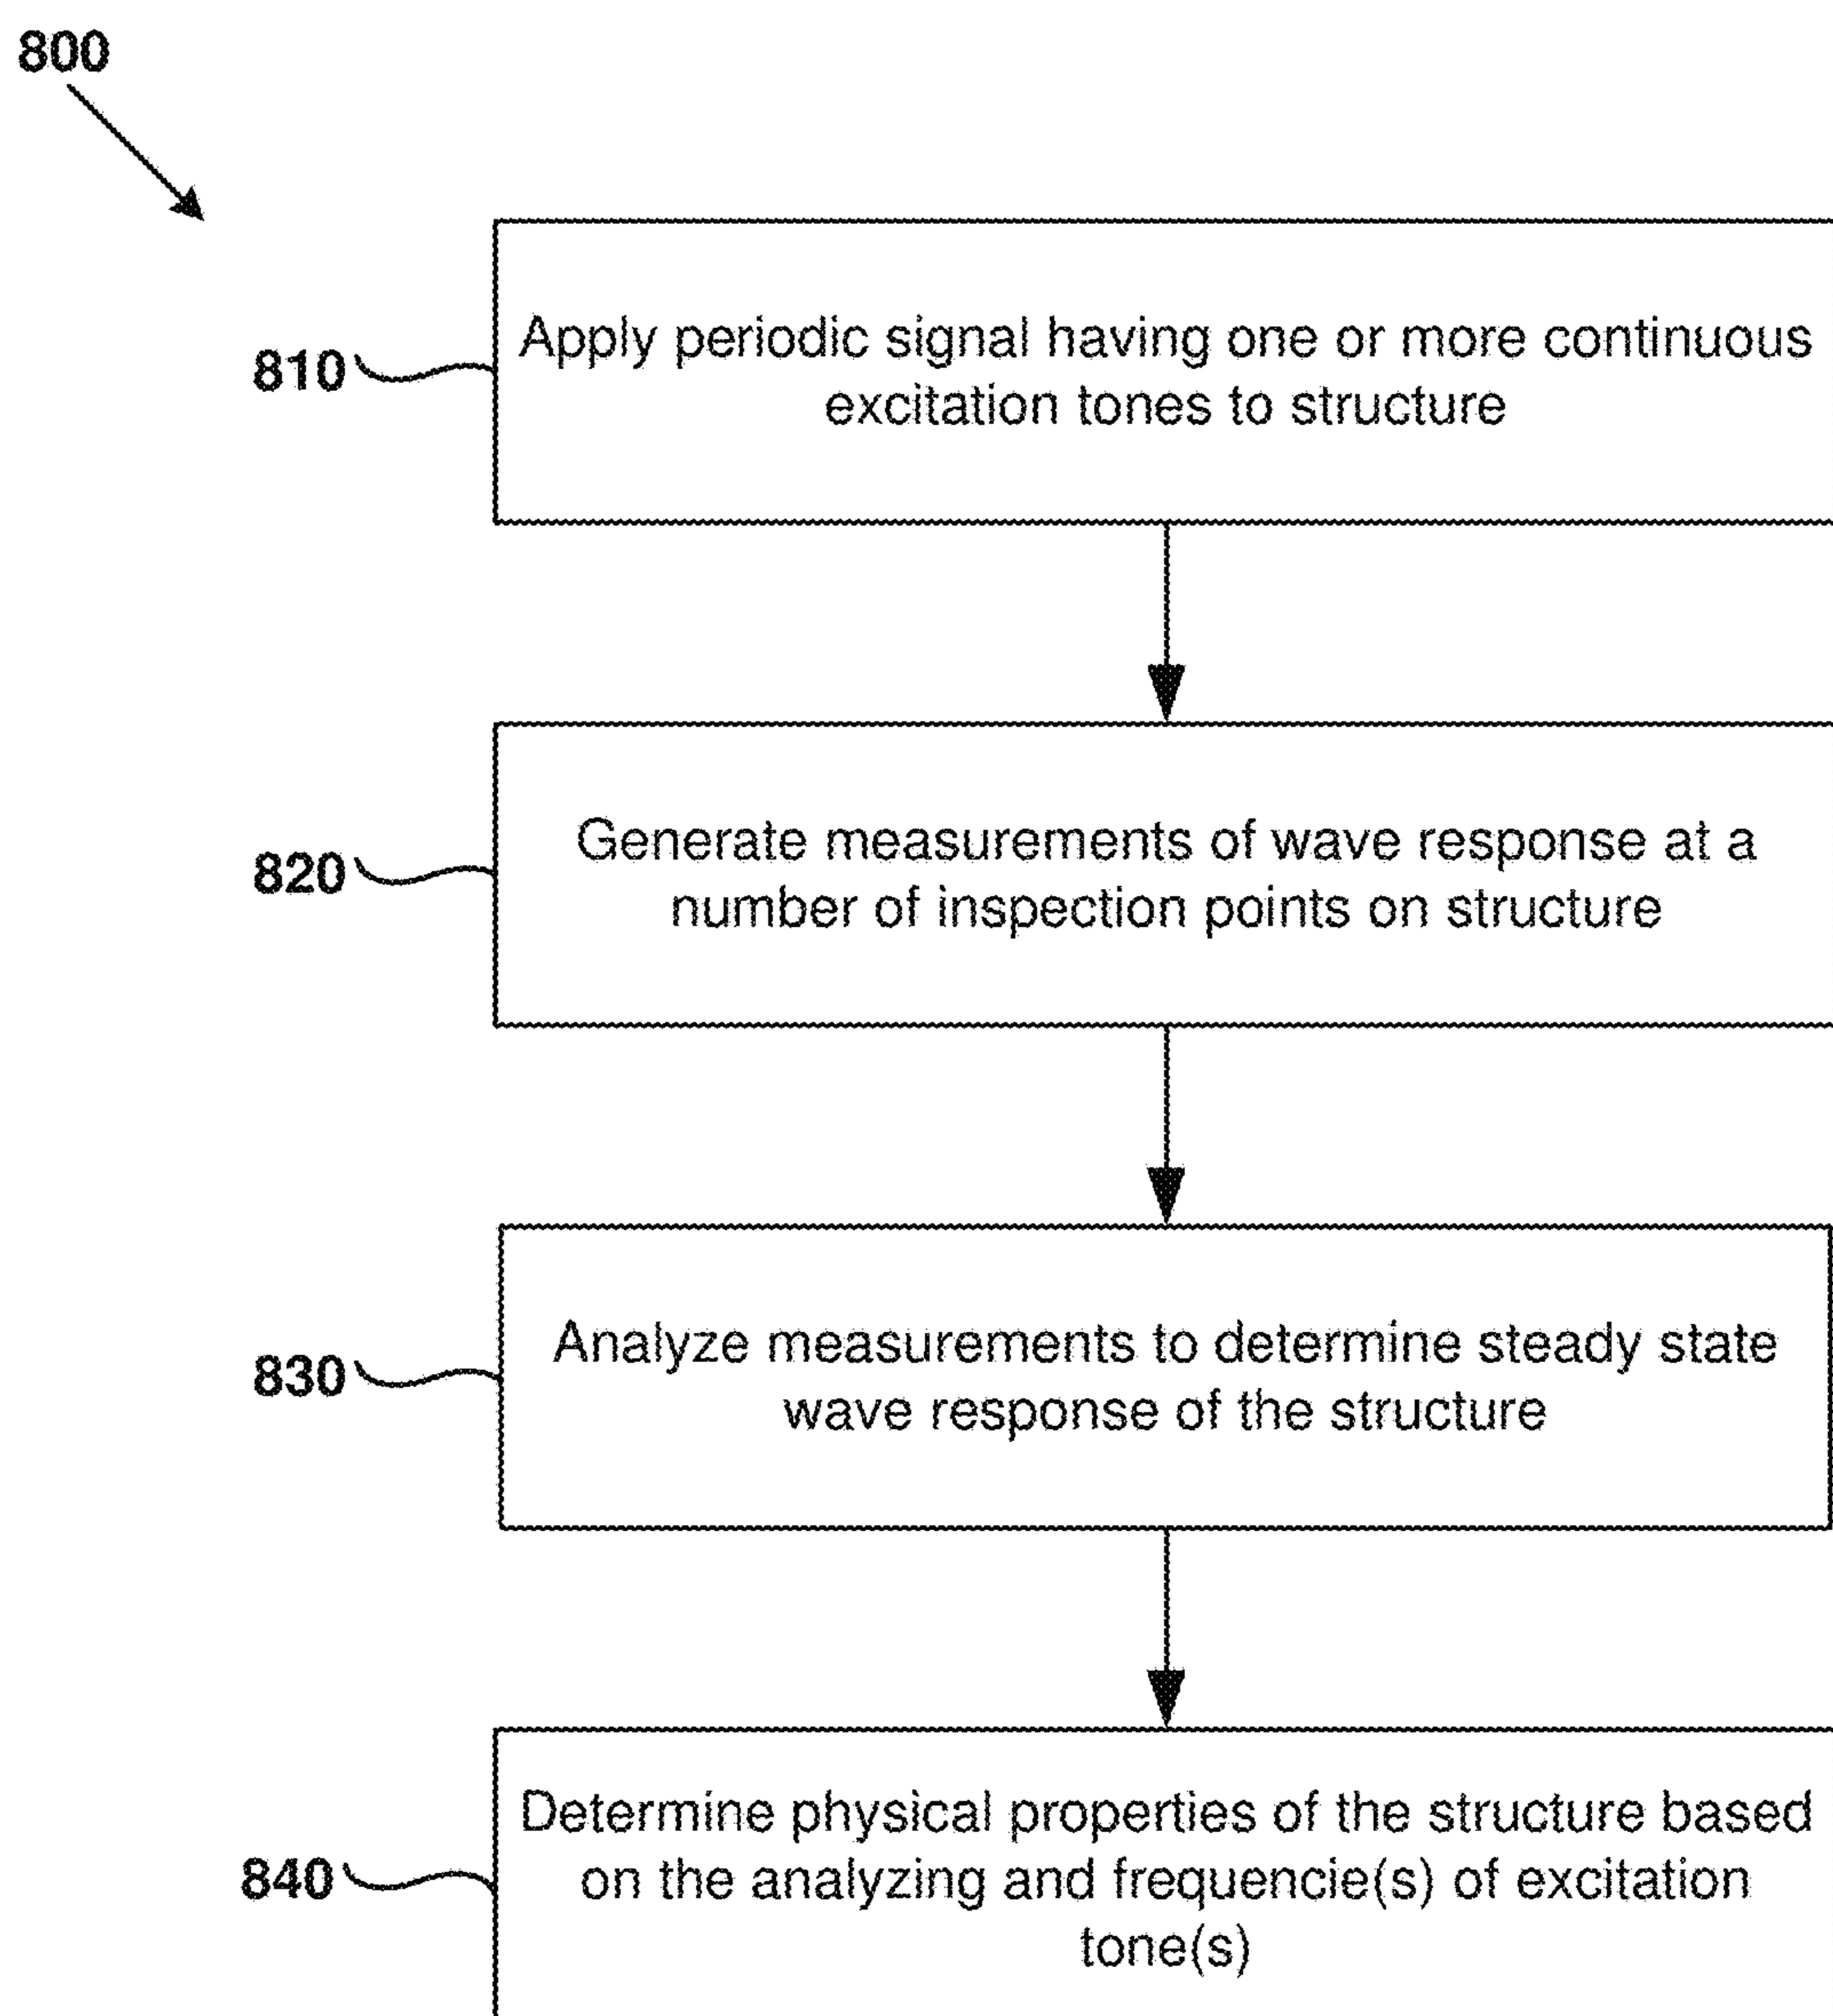 800
810
Apply periodic signal having one or more continuous
excitation tones to structure
820
Generate measurements of wave response at a
number of inspection points on structure
830
Analyze measurements to determine steady state
wave response of the structure
840
Determine physical properties of the structure based
on the analyzing and frequencie(s) of excitation
tone(s)